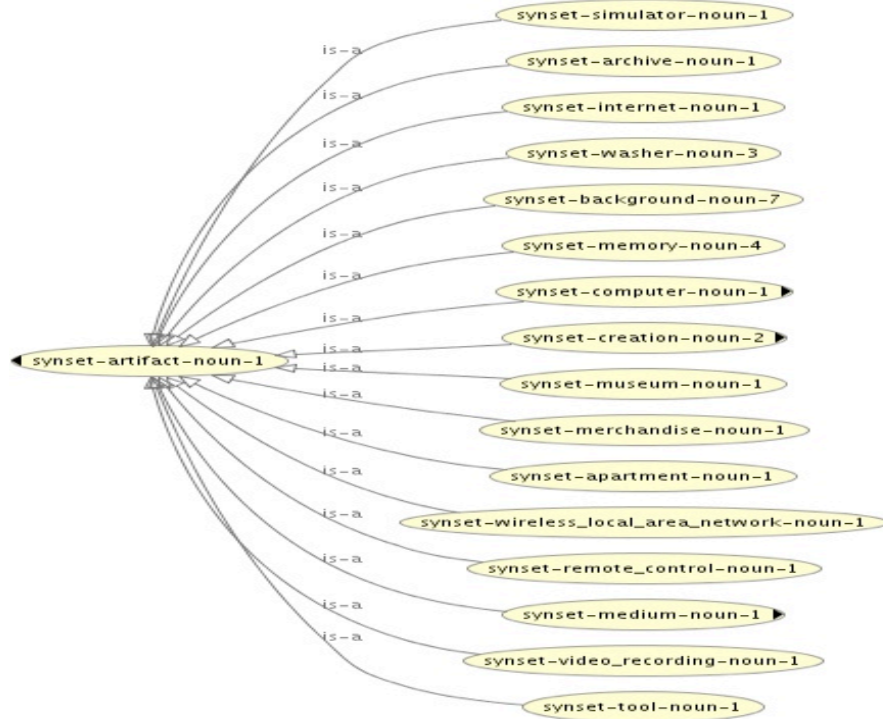 synset-simulator-noun-1
is-a
synset-archive-noun-1
is-a
synset-internet-noun-1
is-a
synset-washer-noun-3
is-a
synset-background-noun-7
is-a
synset-memory-noun-4
is-a
synset-computer-noun-1
is-a
synset-creation-noun-2
is-a
synset-artifact-noun-1
is-a
synset-museum-noun-1
is-a
synset-merchandise-noun-1
is-a
synset-apartment-noun-1
is-a
synset-wireless_local_area_network-noun-1
is-a
synset-remote_control-noun-1
is-a
synset-medium-noun-1
is-a
synset-video_recording-noun-1
is-a
synset-tool-noun-1